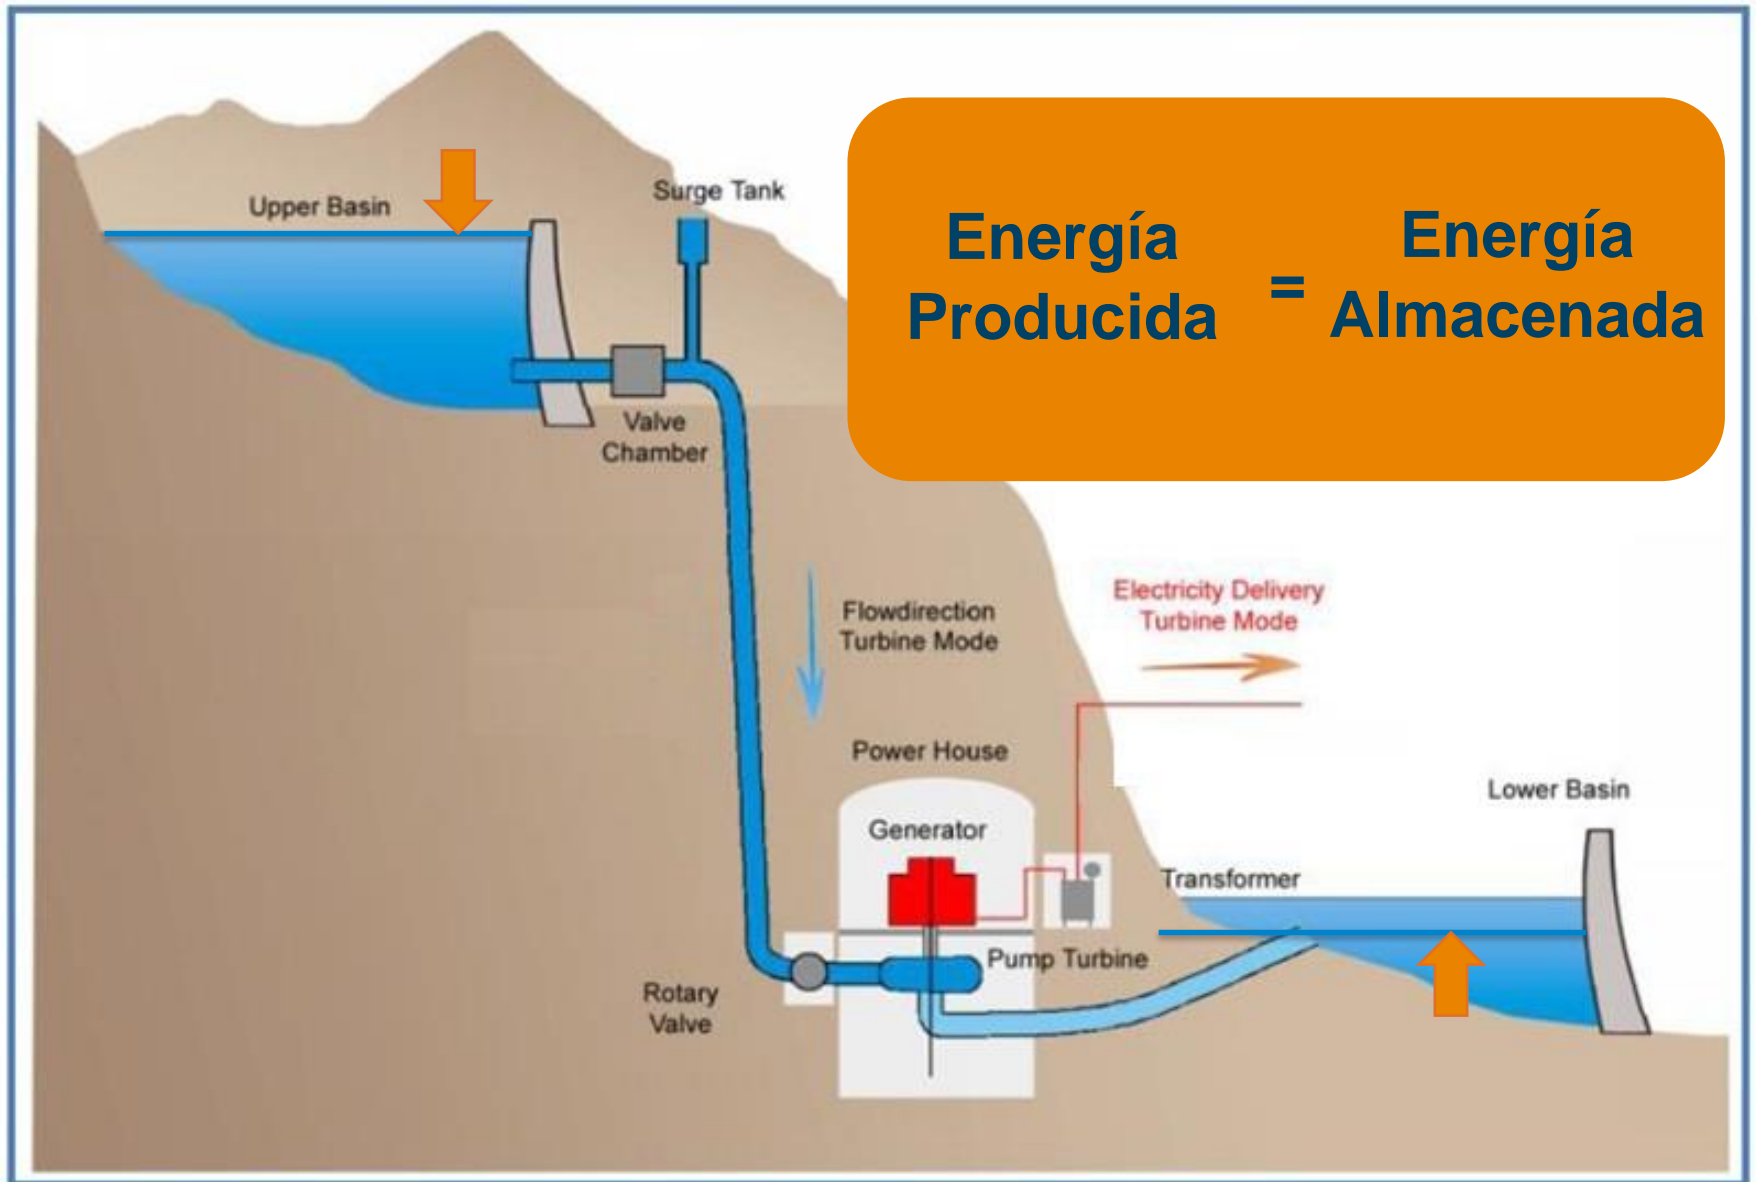 Upper Basin
Surge Tank
Energía
Producida
=
Energía
Almacenada
Valve
Chamber
Flowdirection
Turbine Mode
Electricity Delivery
Turbine Mode
Power House
Lower Basin
Generator
Transformer
Pump Turbine
Rotary
Valve